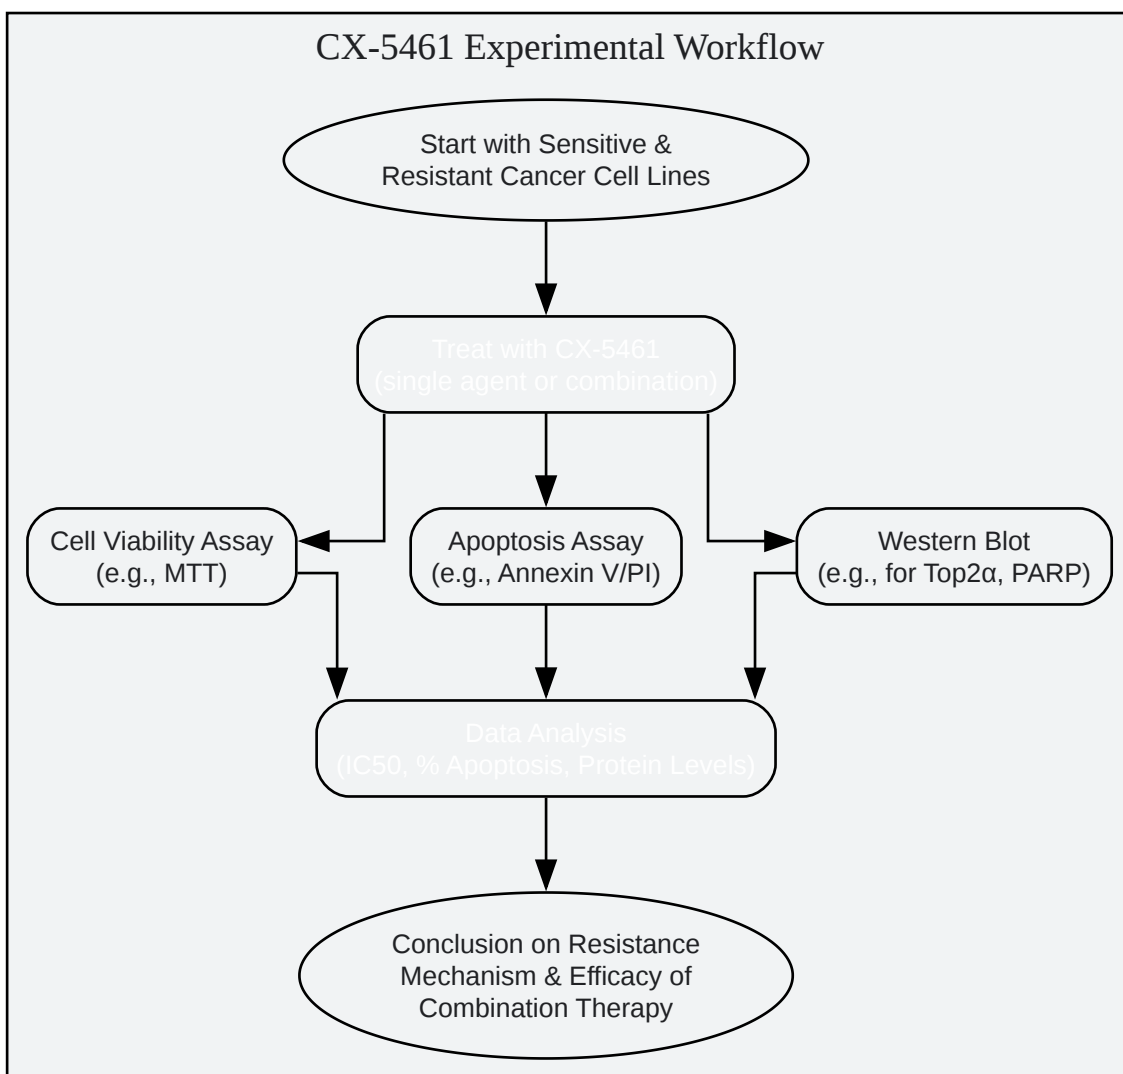 CX-5461 Experimental Workflow
Start with Sensitive &
Resistant Cancer Cell Lines
Treat with CX-5461
(single agent or combination)
Cell Viability Assay
(e.g., MTT)
Apoptosis Assay
(e.g., Annexin V/PI)
Western Blot
(e.g., for Top2α, PARP)
Data Analysis
(IC50, % Apoptosis, Protein Levels)
Conclusion on Resistance
Mechanism & Efficacy of
Combination Therapy